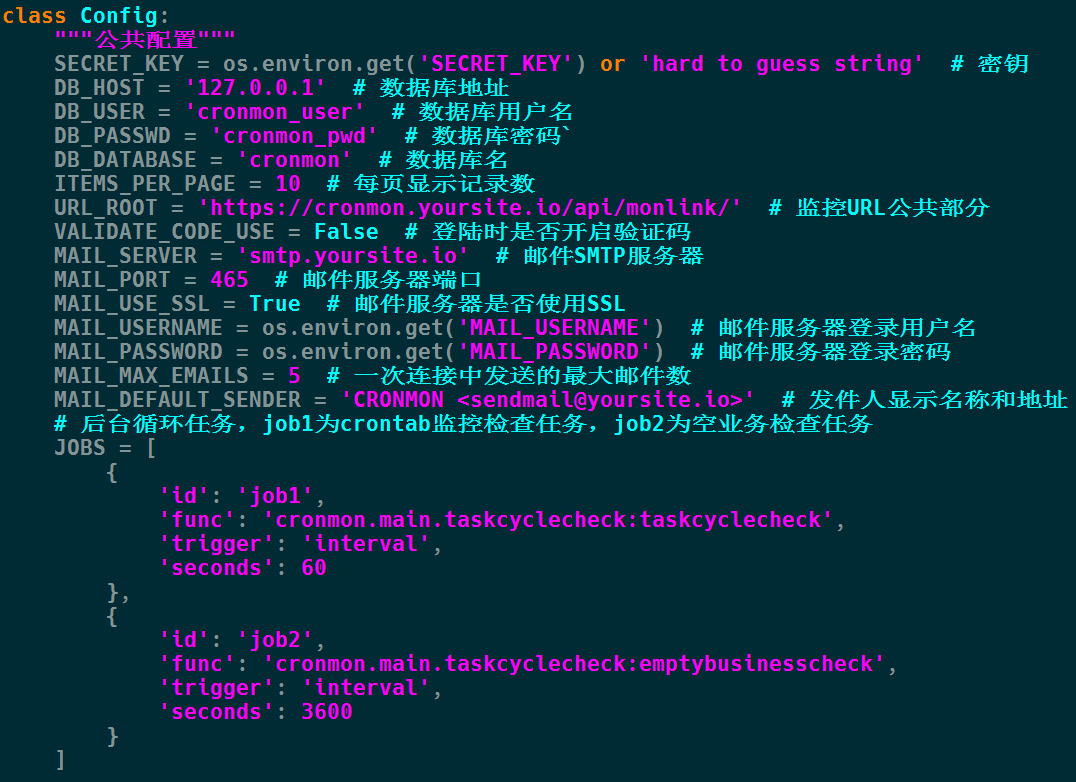 class Config:
    """公共配置"""
    SECRET_KEY = os.environ.get('SECRET_KEY') or 'hard to guess string'  # 密钥
    DB_HOST = '127.0.0.1'  # 数据库地址
    DB_USER = 'cronmon_user'  # 数据库用户名
    DB_PASSWD = 'cronmon_pwd'  # 数据库密码`
    DB_DATABASE = 'cronmon'  # 数据库名
    ITEMS_PER_PAGE = 10  # 每页显示记录数
    URL_ROOT = 'https://cronmon.yoursite.io/api/monlink/'  # 监控URL公共部分
    VALIDATE_CODE_USE = False  # 登陆时是否开启验证码
    MAIL_SERVER = 'smtp.yoursite.io'  # 邮件SMTP服务器
    MAIL_PORT = 465  # 邮件服务器端口
    MAIL_USE_SSL = True  # 邮件服务器是否使用SSL
    MAIL_USERNAME = os.environ.get('MAIL_USERNAME')  # 邮件服务器登录用户名
    MAIL_PASSWORD = os.environ.get('MAIL_PASSWORD')  # 邮件服务器登录密码
    MAIL_MAX_EMAILS = 5  # 一次连接中发送的最大邮件数
    MAIL_DEFAULT_SENDER = 'CRONMON <sendmail@yoursite.io>'  # 发件人显示名称和地址
    # 后台循环任务，job1为crontab监控检查任务，job2为空业务检查任务
    JOBS = [
        {
            'id': 'job1',
            'func': 'cronmon.main.taskcyclecheck:taskcyclecheck',
            'trigger': 'interval',
            'seconds': 60
        },
        {
            'id': 'job2',
            'func': 'cronmon.main.taskcyclecheck:emptybusinesscheck',
            'trigger': 'interval',
            'seconds': 3600
        }
    ]